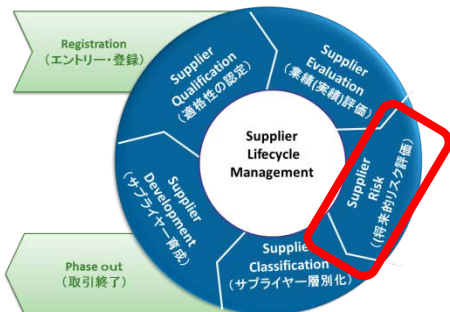 Registration
（エントリー・登録）
Supplier
Qualification
（適格性の認定）
Supplier
Evaluation
（業績(実績)評価）
Supplier
Risk
（(将来的リスク評価）
Supplier
Classification
（サプライヤー層別化）
Supplier
Development
（サプライヤー育成）
Supplier
Lifecycle
Management
Phase out
（取引終了）